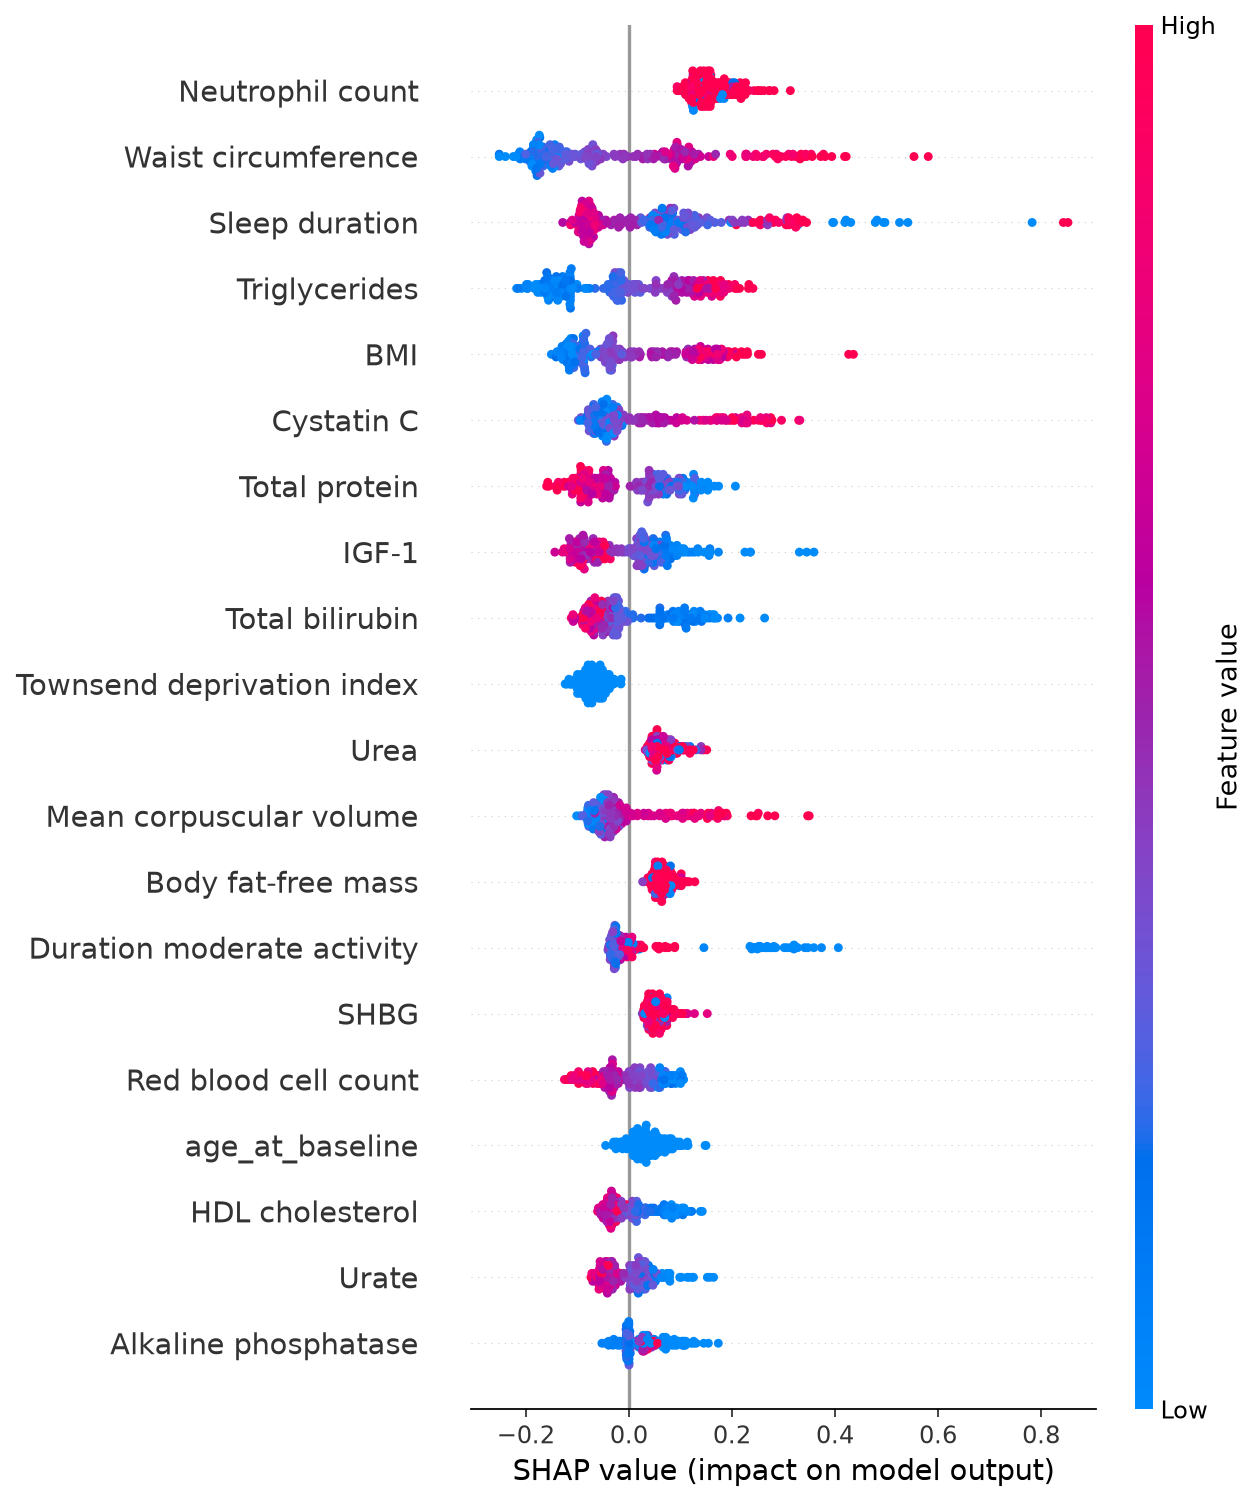 High
Neutrophil count
Waist circumference
Sleep duration
Triglycerides
BMI
Cystatin C
Total protein
IGF-1
Total bilirubin
Townsend deprivation index
Urea
Mean corpuscular volume
Body fat-free mass
Duration moderate activity
SHBG
Red blood cell count
age_at_baseline
HDL cholesterol
Urate
Alkaline phosphatase
Feature value
Low
−0.2 0.0 0.2 0.4 0.6 0.8
SHAP value (impact on model output)